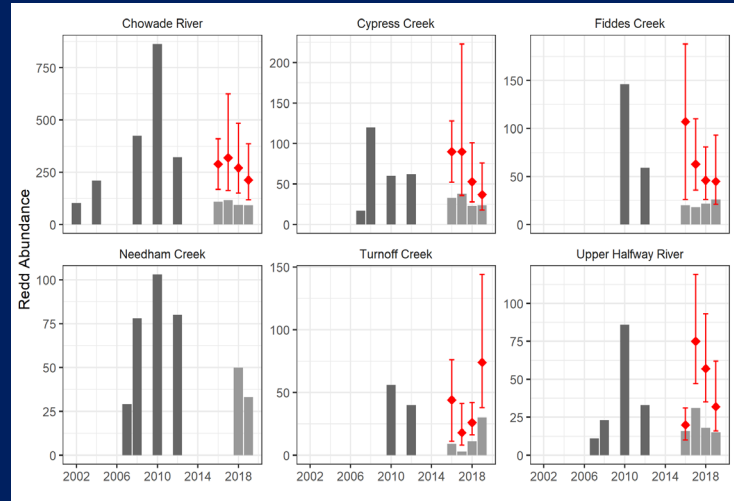 Chowade River
Cypress Creek
Fiddes Creek
750
500
250
0
200
150
100
50
0
150
100
50
0
Redd Abundance
Needham Creek
Turnoff Creek
Upper Halfway River
100
75
50
25
0
150
100
50
0
100
75
50
25
0
2002 2006 2010 2014 2018
2002 2006 2010 2014 2018
2002 2006 2010 2014 2018